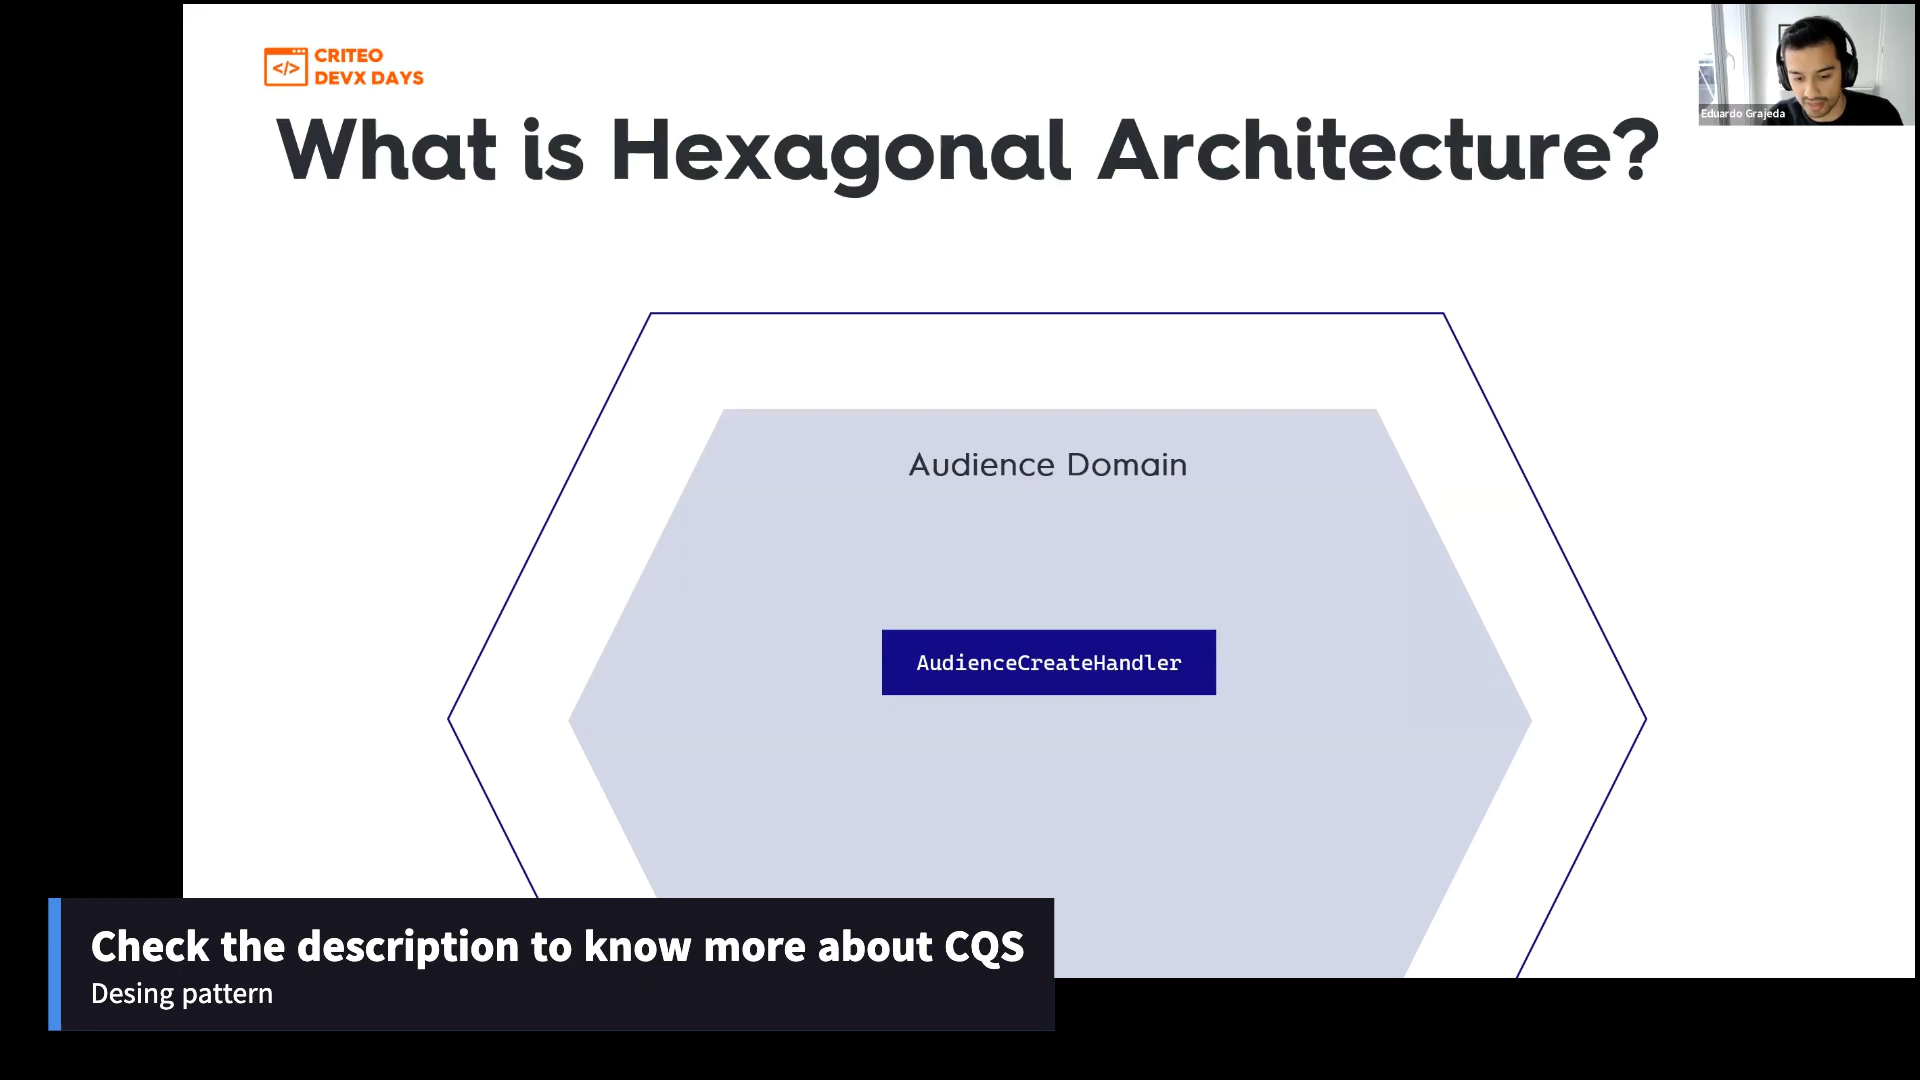 </>
CRITEO
DEVX DAYS
Eduardo Grajeda
What is Hexagonal Architecture?
Audience Domain
AudienceCreateHandler
Check the description to know more about CQS
Desing pattern